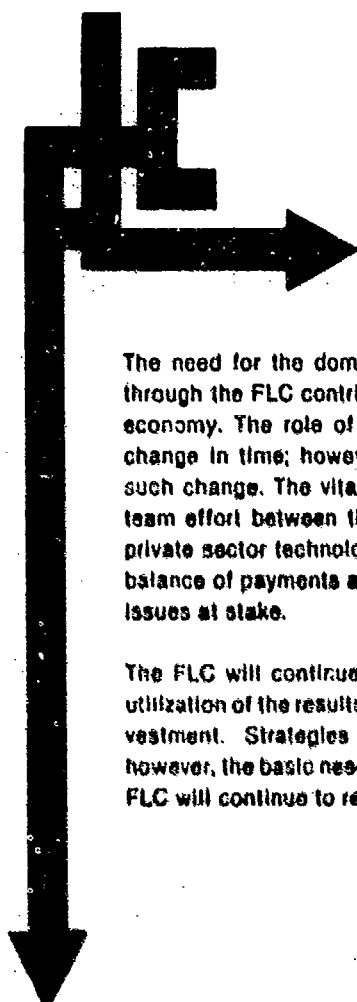 The need for the dom
through the FLC contri
economy. The role of
change in time; howev
such change. The vita
team effort between th
private sector technolo
balance of payments a
issues at stake.
The FLC will continue
utilization of the results
vestment. Strategies
however, the basic nee
FLC will continue to re